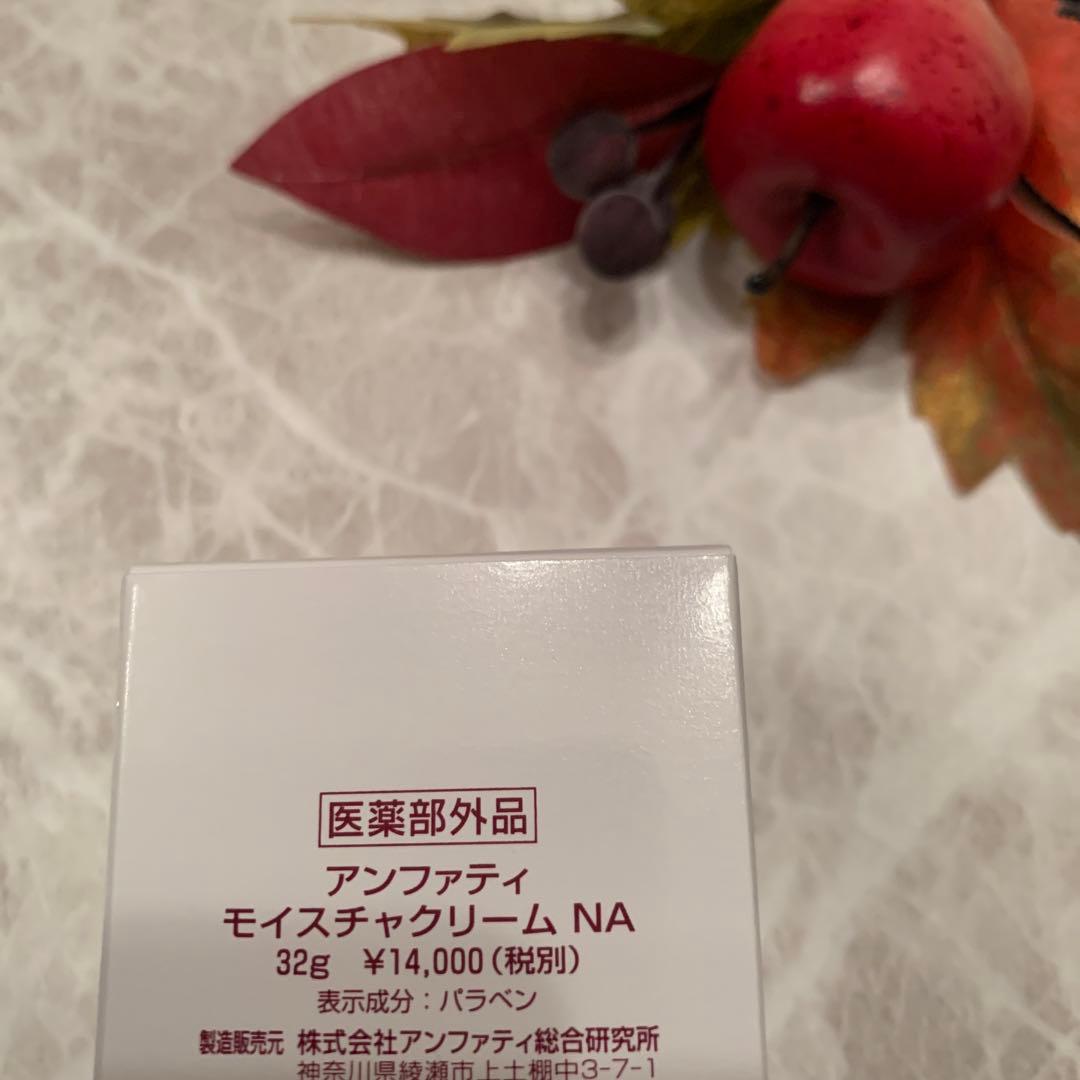 医薬部外品
アンファティ
モイスチャクリーム NA
32g ¥14,000(税別)
表示成分:パラベン
製造販売元 株式会社アンファティ総合研究所
神奈川県綾瀬市上土棚中3-7-1